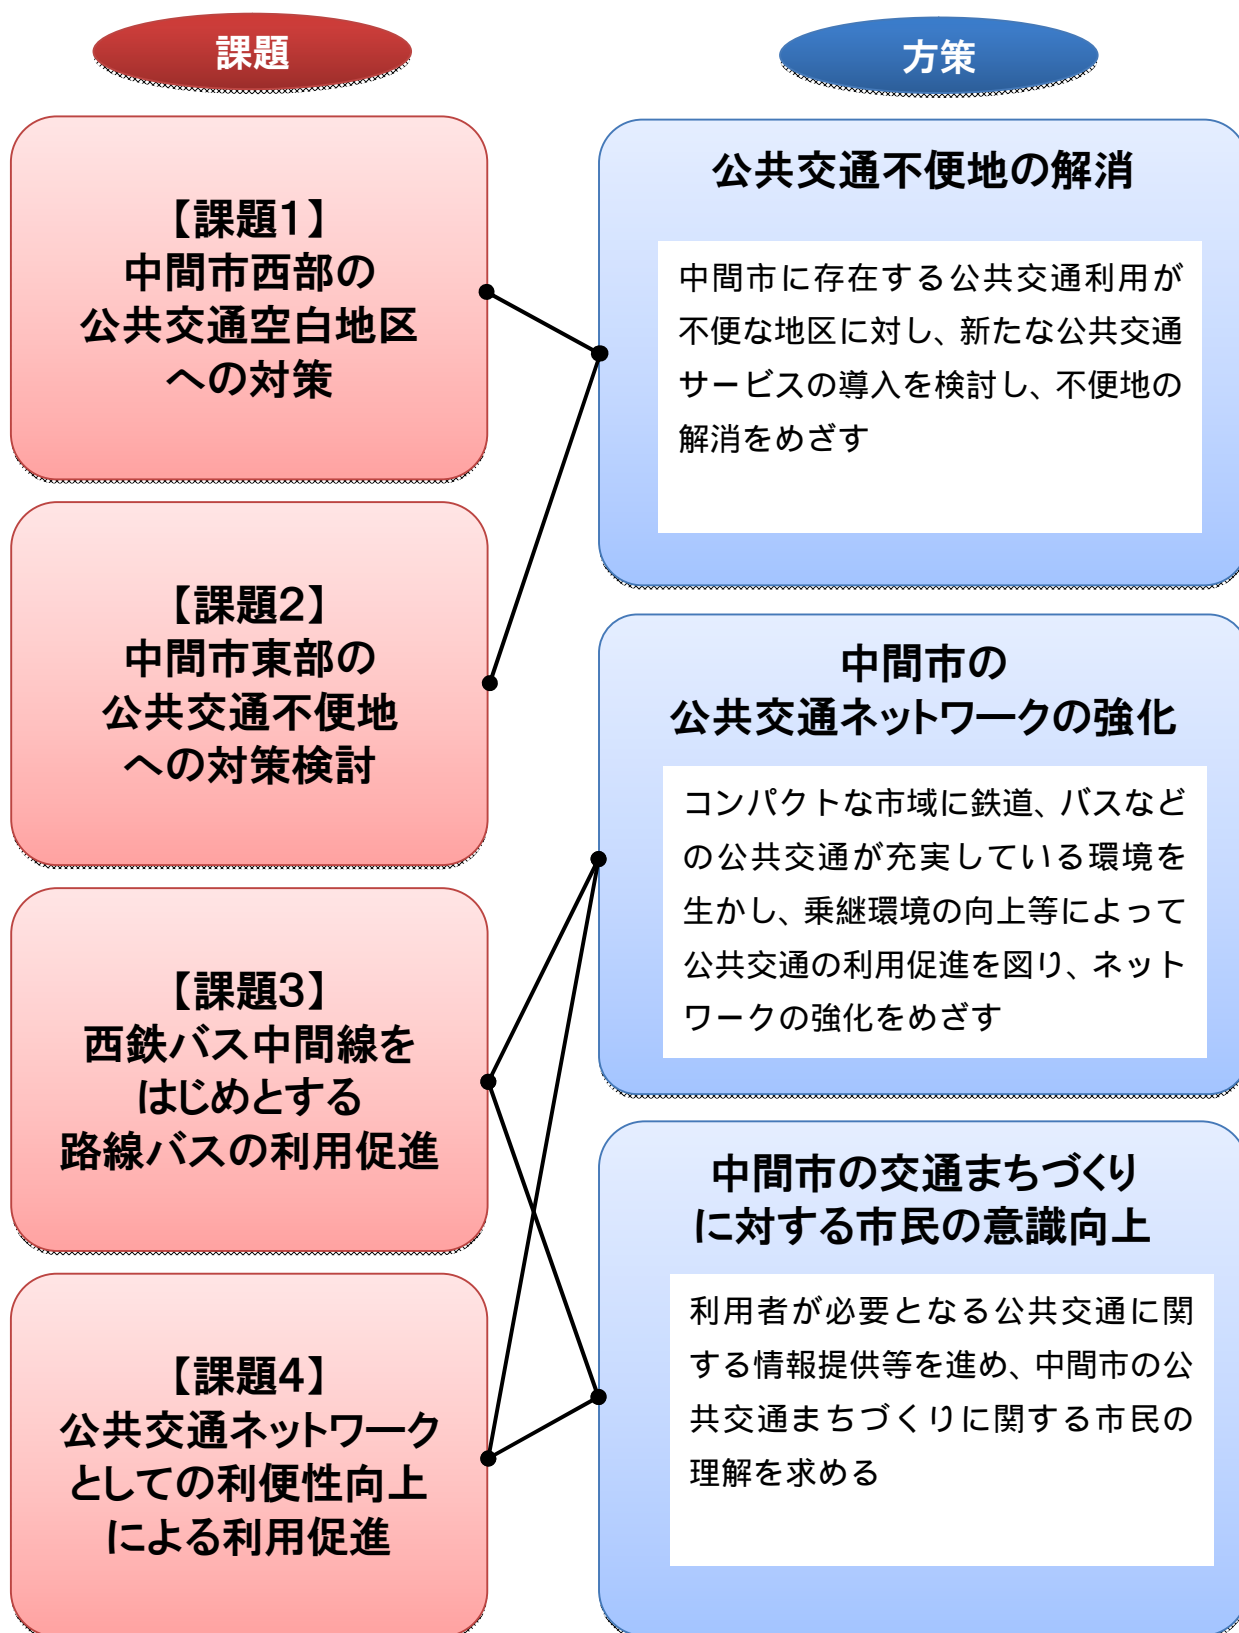 課題
【課題1】
中間市西部の
公共交通空白地区
への対策
【課題2】
中間市東部の
公共交通不便地
への対策検討
【課題3】
西鉄バス中間線を
はじめとする
路線バスの利用促進
【課題4】
公共交通ネットワーク
としての利便性向上
による利用促進
方策
公共交通不便地の解消
中間市に存在する公共交通利用が
不便な地区に対し、新たな公共交通
サービスの導入を検討し、不便地の
解消をめざす
中間市の
公共交通ネットワークの強化
コンパクトな市域に鉄道、バスなど
の公共交通が充実している環境を
生かし、乗継環境の向上等によって
公共交通の利用促進を図り、ネット
ワークの強化をめざす
中間市の交通まちづくり
に対する市民の意識向上
利用者が必要となる公共交通に関
する情報提供等を進め、中間市の公
共交通まちづくりに関する市民の
理解を求める